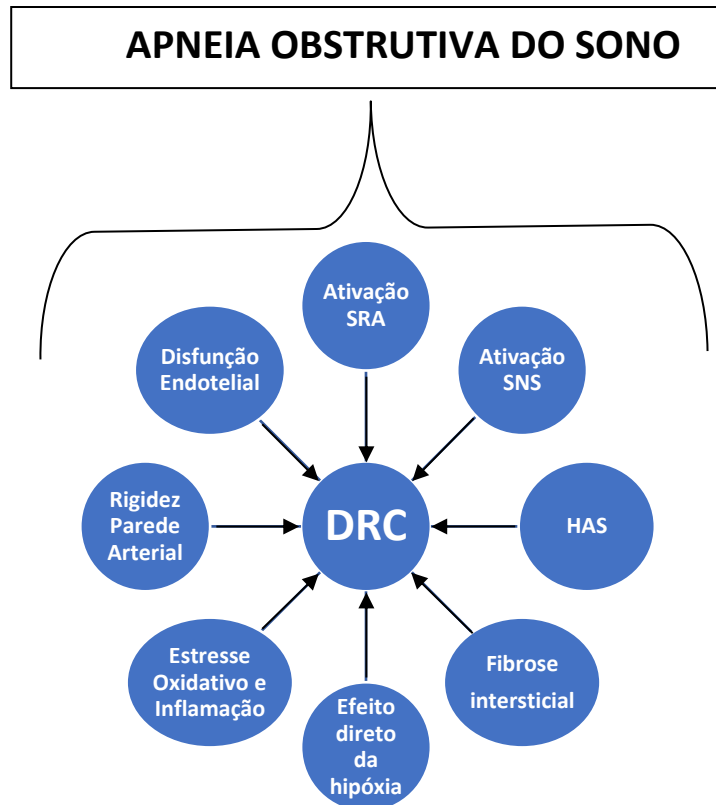 APNEIA OBSTRUTIVA DO SONO
Ativação
SRA
Disfunção
Endotelial
Ativação
SNS
Rigidez
Parede
Arterial
DRC
HAS
Estresse
Oxidativo e
Inflamação
Fibrose
intersticial
Efeito
direto
da
hipóxia